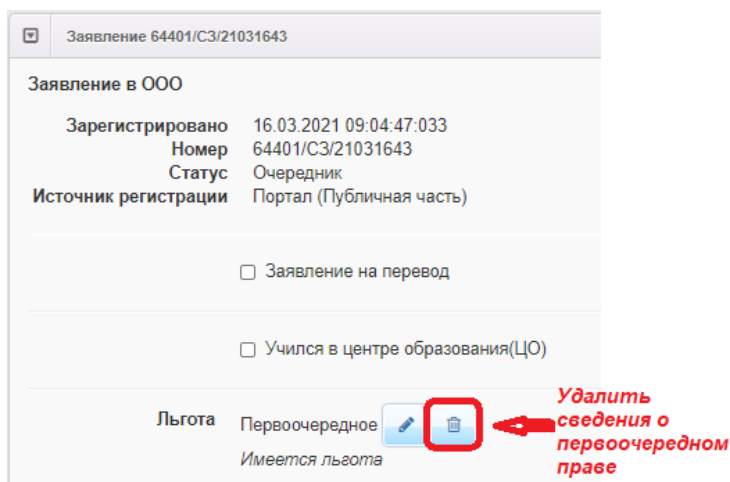 Заявление 64401/СЗ/21031643
Заявление в ООО
Зарегистрировано 16.03.2021 09:04:47:033
Номер 64401/СЗ/21031643
Статус Очередник
Источник регистрации Портал (Публичная часть)
Заявление на перевод
Учился в центре образования(ЦО)
Льгота Первоочередное
Имеется льгота
Удалить
сведения о
первоочередном
праве